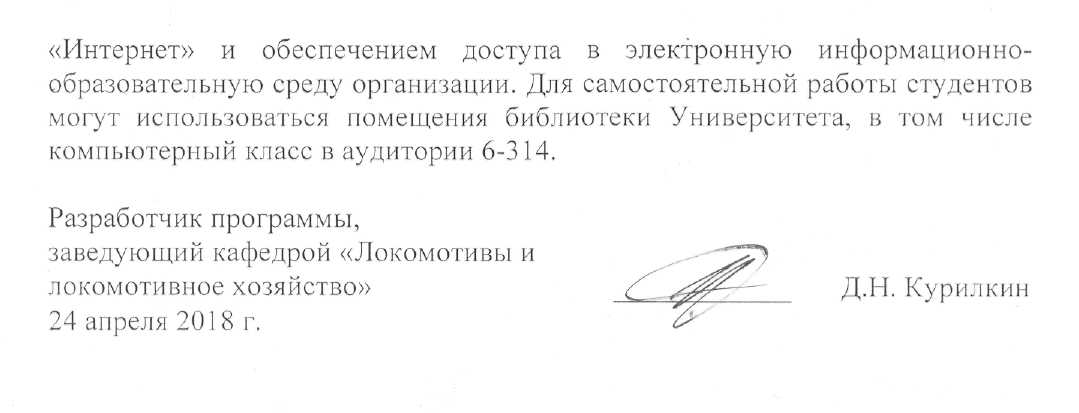 «Интернет» и обеспечением доступа в электронную информационно-
образовательную среду организации. Для самостоятельной работы студентов
могут использоваться помещения библиотеки Университета, в том числе
компьютерный класс в аудитории 6-314.
Разработчик программы,
заведующий кафедрой «Локомотивы и
локомотивное хозяйство»
24 апреля 2018 г.
Д.Н. Курилкин